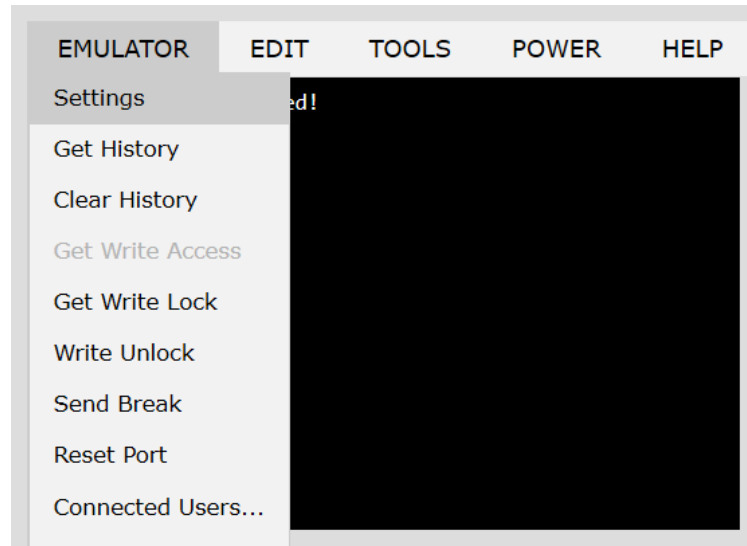 EMULATOR EDIT TOOLS POWER HELP
Settings
ed!
Get History
Clear History
Get Write Access
Get Write Lock
Write Unlock
Send Break
Reset Port
Connected Users...